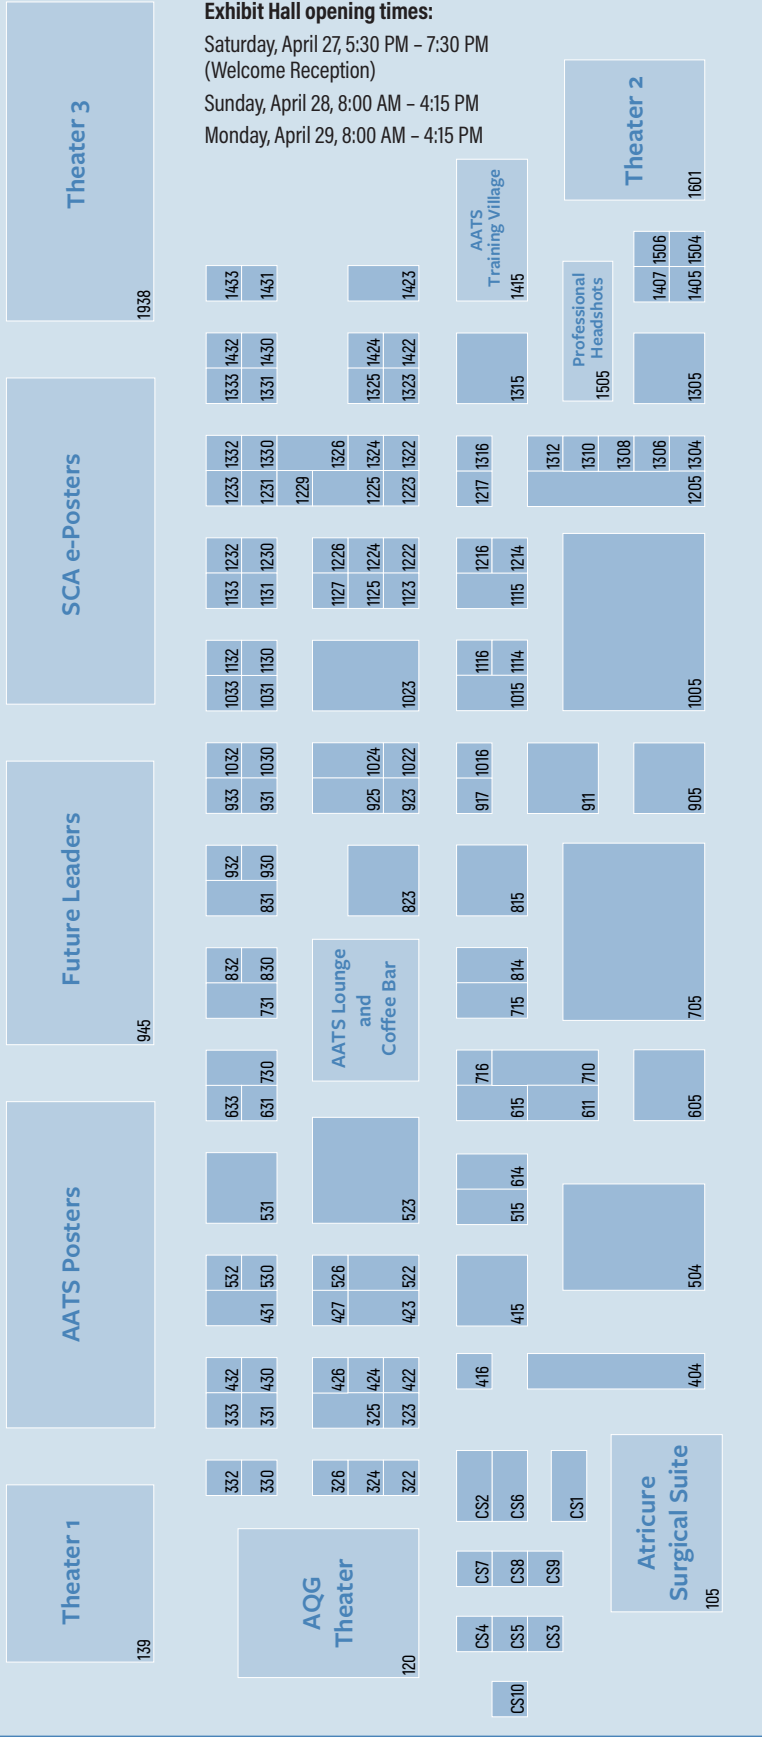 Exhibit Hall opening times:
Saturday, April 27, 5:30 PM – 7:30 PM
(Welcome Reception)
Sunday, April 28, 8:00 AM – 4:15 PM
Monday, April 29, 8:00 AM – 4:15 PM
Theater 3
1938
Theater 2
1601
AATS
Training Village
1415
Professional
Headshots
1505
1506 1504
1407 1405
1433 1431 1423
1432 1430 1424 1422
1333 1331 1325 1323 1315 1305
1332 1330 1326 1324 1322 1316 1312 1310 1308 1306 1304
1233 1231 1229 1225 1223 1217 1205
SCA e-Posters
1232 1230 1226 1224 1222 1216 1214
1133 1131 1127 1125 1123 1115
1132 1130 1116 1114
1033 1031 1023 1015 1005
1032 1030 1024 1022 1016
933 931 925 923 917 911 905
Future Leaders
945
932 930
831 823 815
832 830 814
731 715 705
AATS Lounge
and
Coffee Bar
730 716 710
633 631 615 611 605
AATS Posters
614
531 523 515 504
532 530 526 522
431 427 423 415
432 430 426 424 422 416 404
333 331 325 323
332 330 326 324 322
CS2 CS6 CS1
Theater 1
139
AQG
Theater
120
CS7 CS8 CS9
CS4 CS5 CS3
CS10
Atricure
Surgical Suite
105